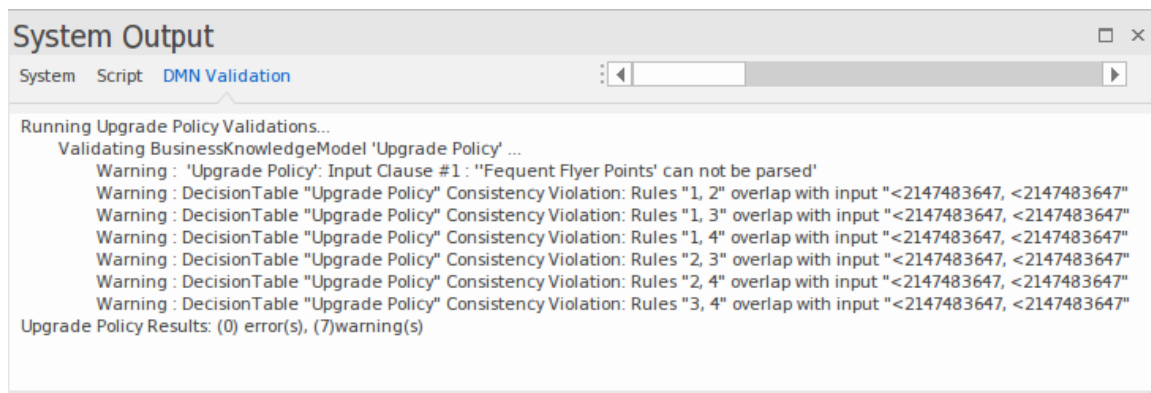 System Output
System Script DMN Validation
Running Upgrade Policy Validations...
Validating BusinessKnowledgeModel 'Upgrade Policy' ...
Warning : 'Upgrade Policy': Input Clause #1 : ''Fequent Flyer Points' can not be parsed'
Warning : DecisionTable "Upgrade Policy" Consistency Violation: Rules "1, 2" overlap with input "<2147483647, <2147483647"
Warning : DecisionTable "Upgrade Policy" Consistency Violation: Rules "1, 3" overlap with input "<2147483647, <2147483647"
Warning : DecisionTable "Upgrade Policy" Consistency Violation: Rules "1, 4" overlap with input "<2147483647, <2147483647"
Warning : DecisionTable "Upgrade Policy" Consistency Violation: Rules "2, 3" overlap with input "<2147483647, <2147483647"
Warning : DecisionTable "Upgrade Policy" Consistency Violation: Rules "2, 4" overlap with input "<2147483647, <2147483647"
Warning : DecisionTable "Upgrade Policy" Consistency Violation: Rules "3, 4" overlap with input "<2147483647, <2147483647"
Upgrade Policy Results: (0) error(s), (7)warning(s)